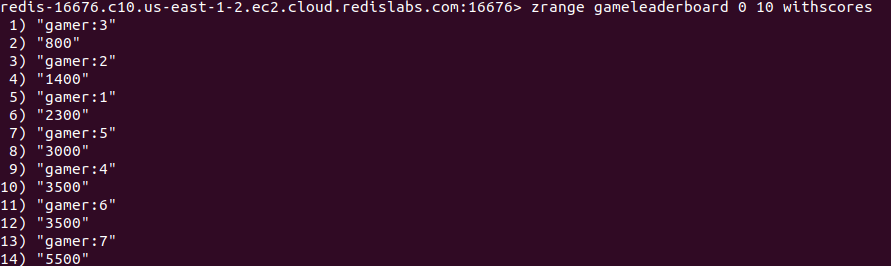 redis-16676.c10.us-east-1-2.ec2.cloud.redislabs.com:16676> zrange gameleaderboard 0 10 withscores
1) "gamer:3"
2) "800"
3) "gamer:2"
4) "1400"
5) "gamer:1"
6) "2300"
7) "gamer:5"
8) "3000"
9) "gamer:4"
10) "3500"
11) "gamer:6"
12) "3500"
13) "gamer:7"
14) "5500"